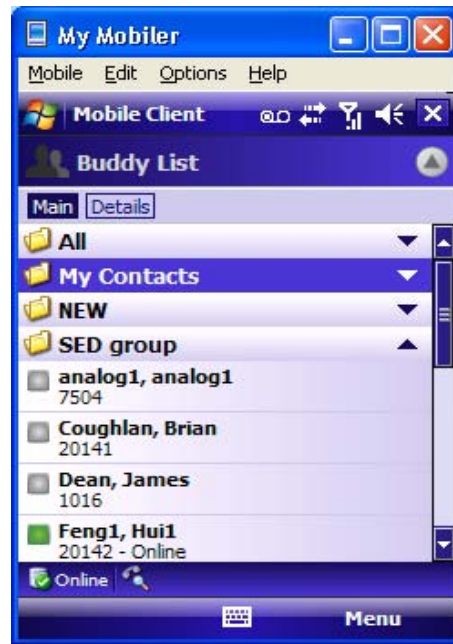 My Mobiler
Mobile Edit Options Help
Mobile Client
Buddy List
Main Details
All
My Contacts
NEW
SED group
analog1, analog1
7504
Coughlan, Brian
20141
Dean, James
1016
Feng1, Hui1
20142 - Online
Online
Menu